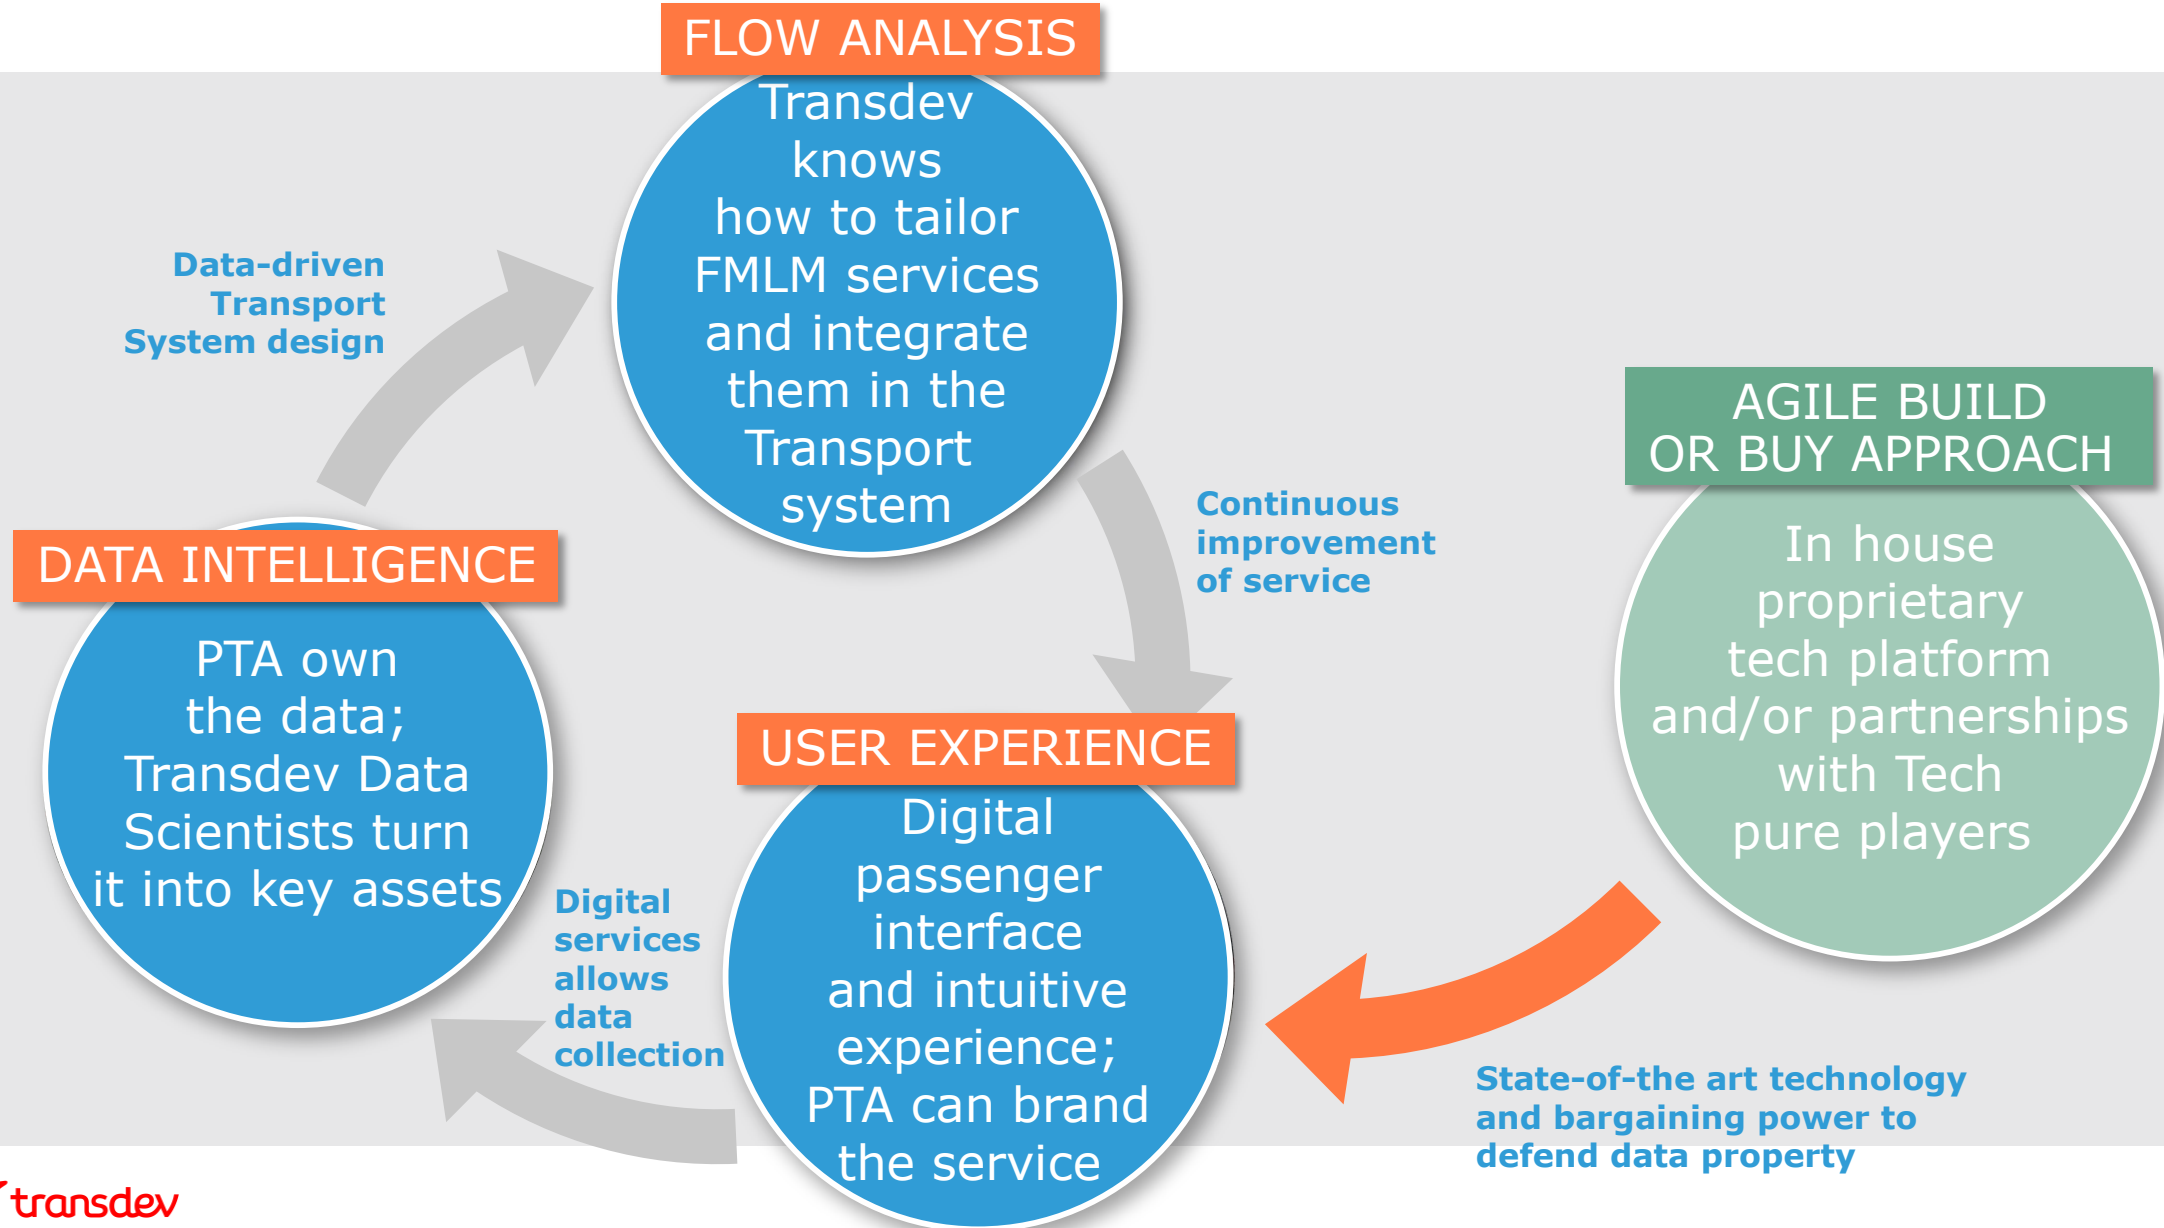 FLOW ANALYSIS
Transdev
knows
how to tailor
FMLM services
and integrate
them in the
Transport
system
Data-driven
Transport
System design
Continuous
improvement
of service
AGILE BUILD
OR BUY APPROACH
In house
proprietary
tech platform
and/or partnerships
with Tech
pure players
DATA INTELLIGENCE
PTA own
the data;
Transdev Data
Scientists turn
it into key assets
USER EXPERIENCE
Digital
passenger
interface
and intuitive
experience;
PTA can brand
the service
Digital
services
allows
data
collection
State-of-the art technology
and bargaining power to
defend data property
transdev